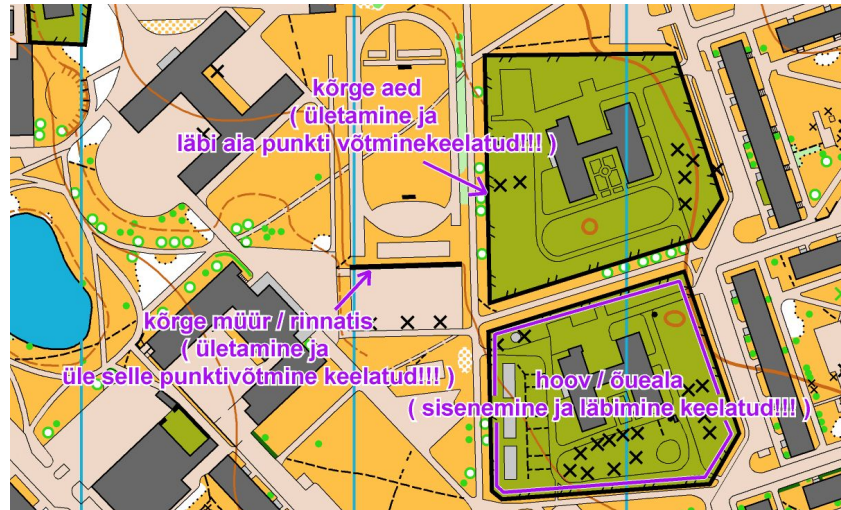 kõrge aed
( ületamine ja
läbi aia punkti võtminekeelatud!!! )
kõrge müür / rinnatis
( ületamine ja
üle selle punktivõtmine keelatud!!! )
hoov / õueala
( sisenemine ja läbimine keelatud!!! )